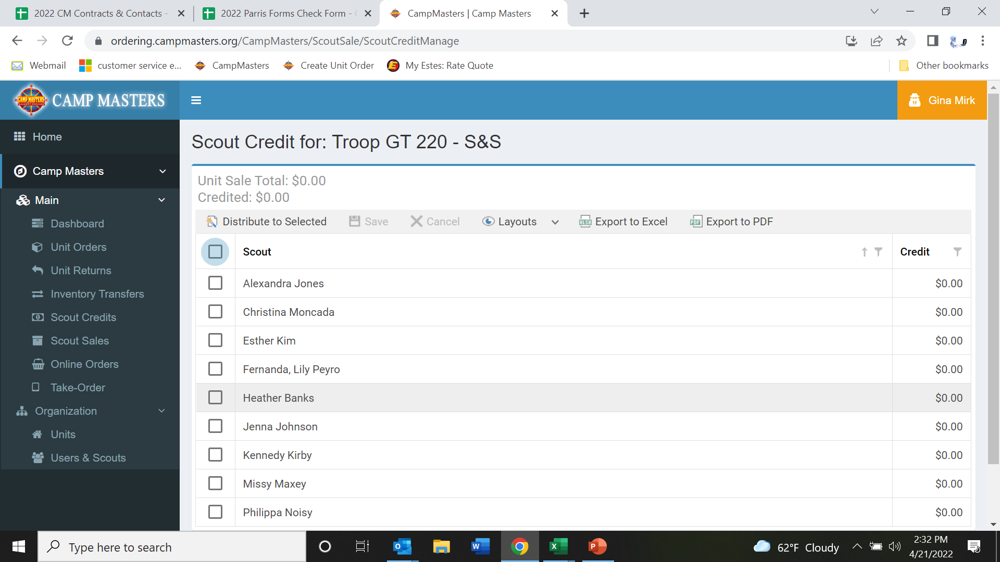 2022 CM Contracts & Contacts -
2022 Parris Forms Check Form -
CampMasters | Camp Masters
ordering.campmasters.org/CampMasters/ScoutSale/ScoutCreditManage
Webmail
customer service e...
CampMasters
Create Unit Order
My Estes: Rate Quote
Other bookmarks
CAMP MASTERS
Gina Mirk
Home
Camp Masters
Main
Dashboard
Unit Orders
Unit Returns
Inventory Transfers
Scout Credits
Scout Sales
Online Orders
Take-Order
Organization
Units
Users & Scouts
Scout Credit for: Troop GT 220 - S&S
Unit Sale Total: $0.00
Credited: $0.00
Distribute to Selected Save Cancel Layouts Export to Excel Export to PDF
Scout Credit
Alexandra Jones $0.00
Christina Moncada $0.00
Esther Kim $0.00
Fernanda, Lily Peyro $0.00
Heather Banks $0.00
Jenna Johnson $0.00
Kennedy Kirby $0.00
Missy Maxey $0.00
Philippa Noisy $0.00
Type here to search
62°F Cloudy
2:32 PM
4/21/2022